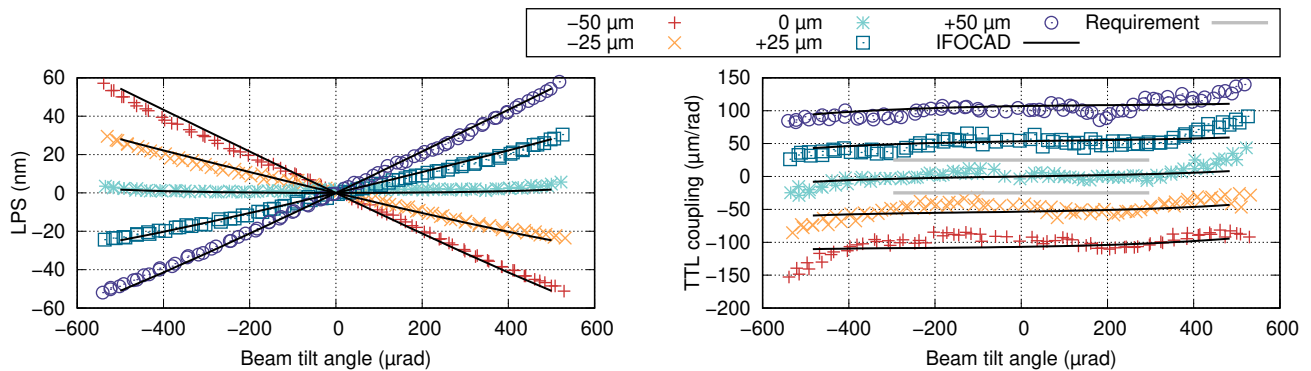 −50 µm
0 µm
+50 µm
Requirement
−25 µm
+25 µm
IFOCAD
60
40
20
0
−20
−40
−60
LPS (nm)
−600
−400
−200
0
200
400
600
Beam tilt angle (µrad)
150
100
50
0
−50
−100
−150
−200
TTL coupling (µm/rad)
−600
−400
−200
0
200
400
600
Beam tilt angle (µrad)